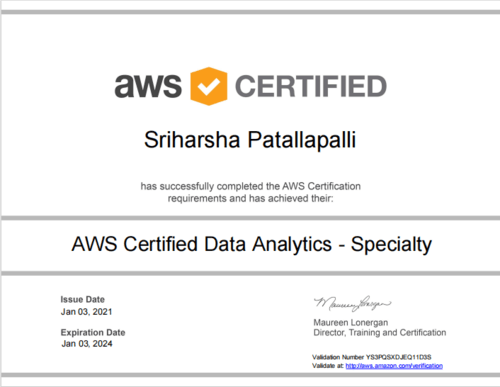 aws CERTIFIED
Sriharsha Patallapalli
has successfully completed the AWS Certification
requirements and has achieved their:
AWS Certified Data Analytics - Specialty
Issue Date
Jan 03, 2021
Maureen Lonergan
Maureen Lonergan
Director, Training and Certification
Expiration Date
Jan 03, 2024
Validation Number YS3PQSXDJEQ11D3S
Validate at: http://aws.amazon.com/verification